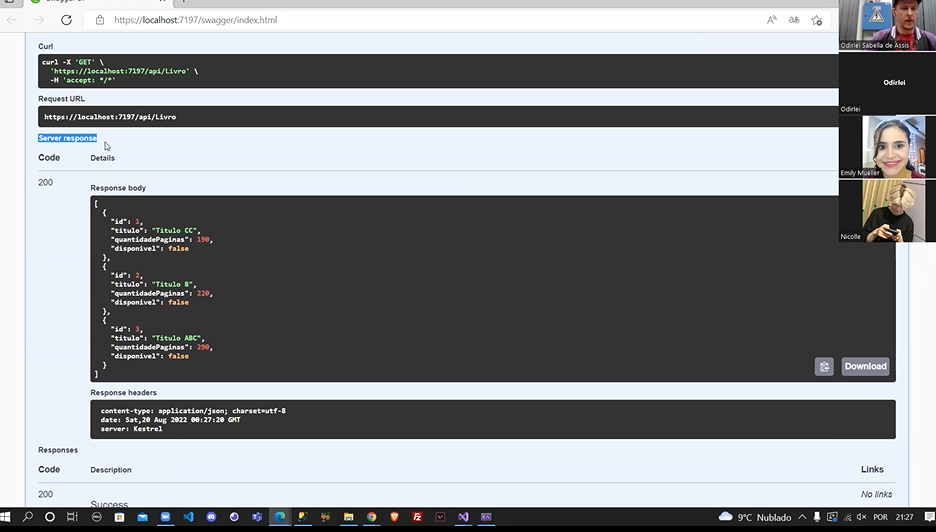 https://localhost:7197/swagger/index.html
Curl
curl -X 'GET' \
'https://localhost:7197/api/Livro' \
-H 'accept: */*'
Request URL
https://localhost:7197/api/Livro
Server response
Code Details
200
Response body
[
{
"id": 1,
"titulo": "Titulo CC",
"quantidadePaginas": 190,
"disponivel": false
},
{
"id": 2,
"titulo": "Titulo B",
"quantidadePaginas": 220,
"disponivel": false
},
{
"id": 3,
"titulo": "Titulo ABC",
"quantidadePaginas": 290,
"disponivel": false
}
]
Download
Response headers
content-type: application/json; charset=utf-8
date: Sat,20 Aug 2022 00:27:20 GMT
server: Kestrel
Responses
Code Description Links
200 No links
Success
Odirlei Sabella de Assis
Odirlei
Odirlei
Emily Mueller
Nicolle
9°C Nublado POR 21:27